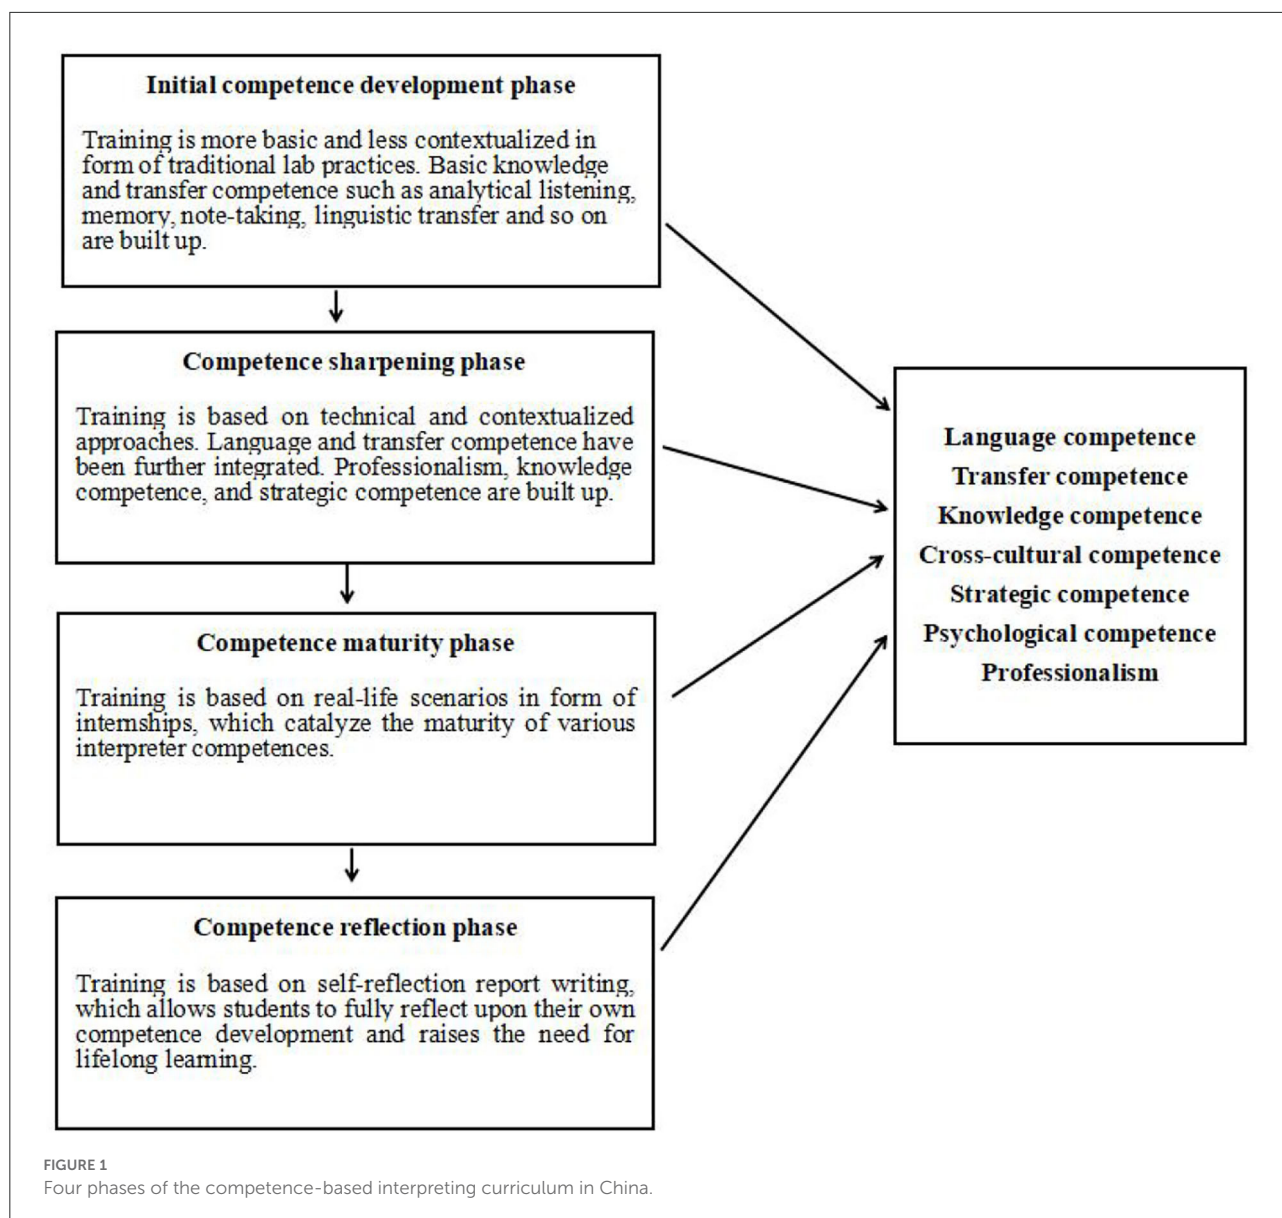 Initial competence development phase
Training is more basic and less contextualized in
form of traditional lab practices. Basic knowledge
and transfer competence such as analytical listening,
memory, note-taking, linguistic transfer and so on
are built up.
Competence sharpening phase
Training is based on technical and contextualized
approaches. Language and transfer competence have
been further integrated. Professionalism, knowledge
competence, and strategic competence are built up.
Competence maturity phase
Training is based on real-life scenarios in form of
internships, which catalyze the maturity of various
interpreter competences.
Competence reflection phase
Training is based on self-reflection report writing,
which allows students to fully reflect upon their own
competence development and raises the need for
lifelong learning.
Language competence
Transfer competence
Knowledge competence
Cross-cultural competence
Strategic competence
Psychological competence
Professionalism
FIGURE 1
Four phases of the competence-based interpreting curriculum in China.